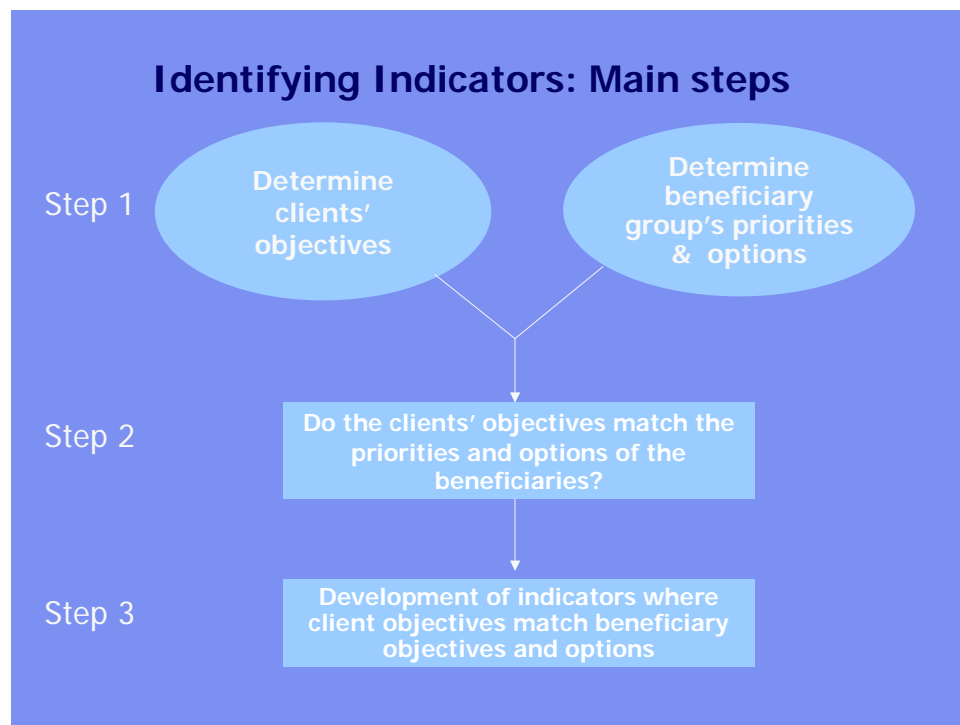 Identifying Indicators: Main steps
Step 1
Determine
clients’
objectives
Determine
beneficiary
group’s priorities
& options
Step 2
Do the clients’ objectives match the
priorities and options of the
beneficiaries?
Step 3
Development of indicators where
client objectives match beneficiary
objectives and options